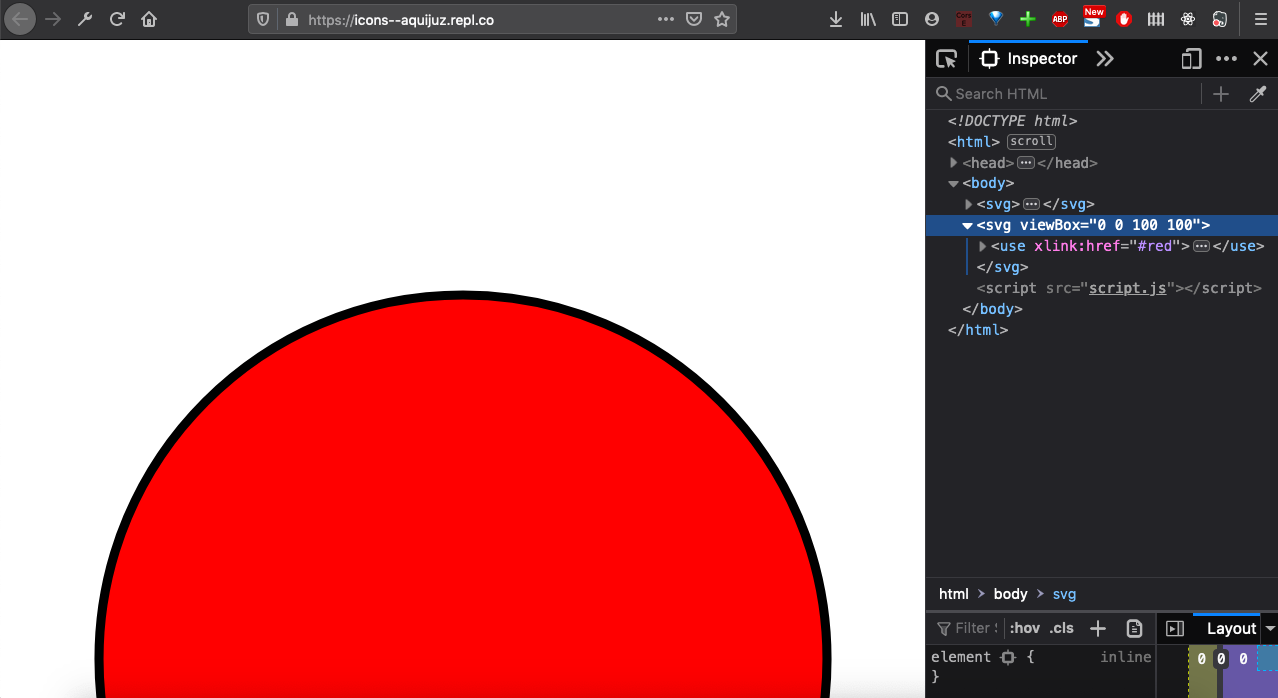 https://icons--aquijuz.repl.co
New
ABP
S
Inspector
Search HTML
<!DOCTYPE html>
<html> scroll
<head> </head>
<body>
<svg> </svg>
<svg viewBox="0 0 100 100">
<use xlink:href="#red"> </use>
</svg>
<script src="script.js"></script>
</body>
</html>
html > body > svg
Filter :hov .cls + Layout
element { inline
}
0 0 0